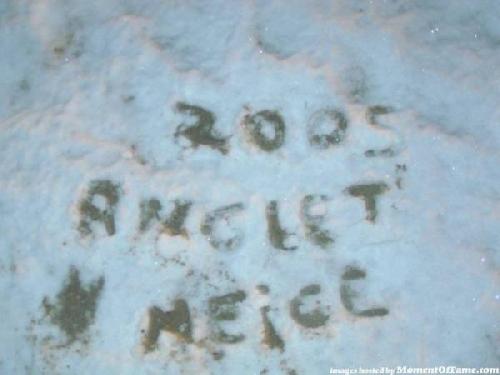 2005
ANGLET
NEIGE
images hosted by MomentOfFame.com